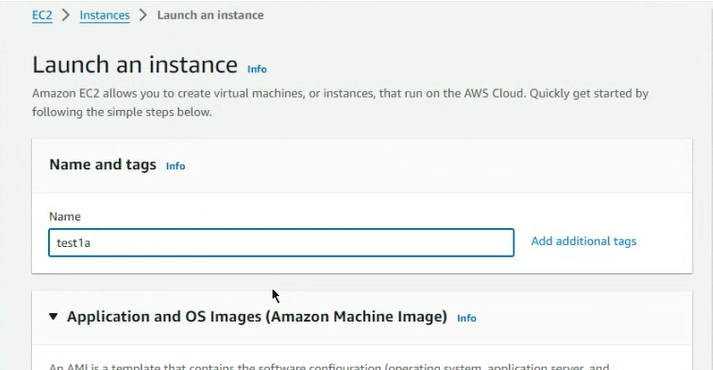 EC2 > Instances > Launch an instance
Launch an instance Info
Amazon EC2 allows you to create virtual machines, or instances, that run on the AWS Cloud. Quickly get started by
following the simple steps below.
Name and tags Info
Name
test1a Add additional tags
▼ Application and OS Images (Amazon Machine Image) Info
An AMI is a template that contains the software configuration (operating system, application server, and